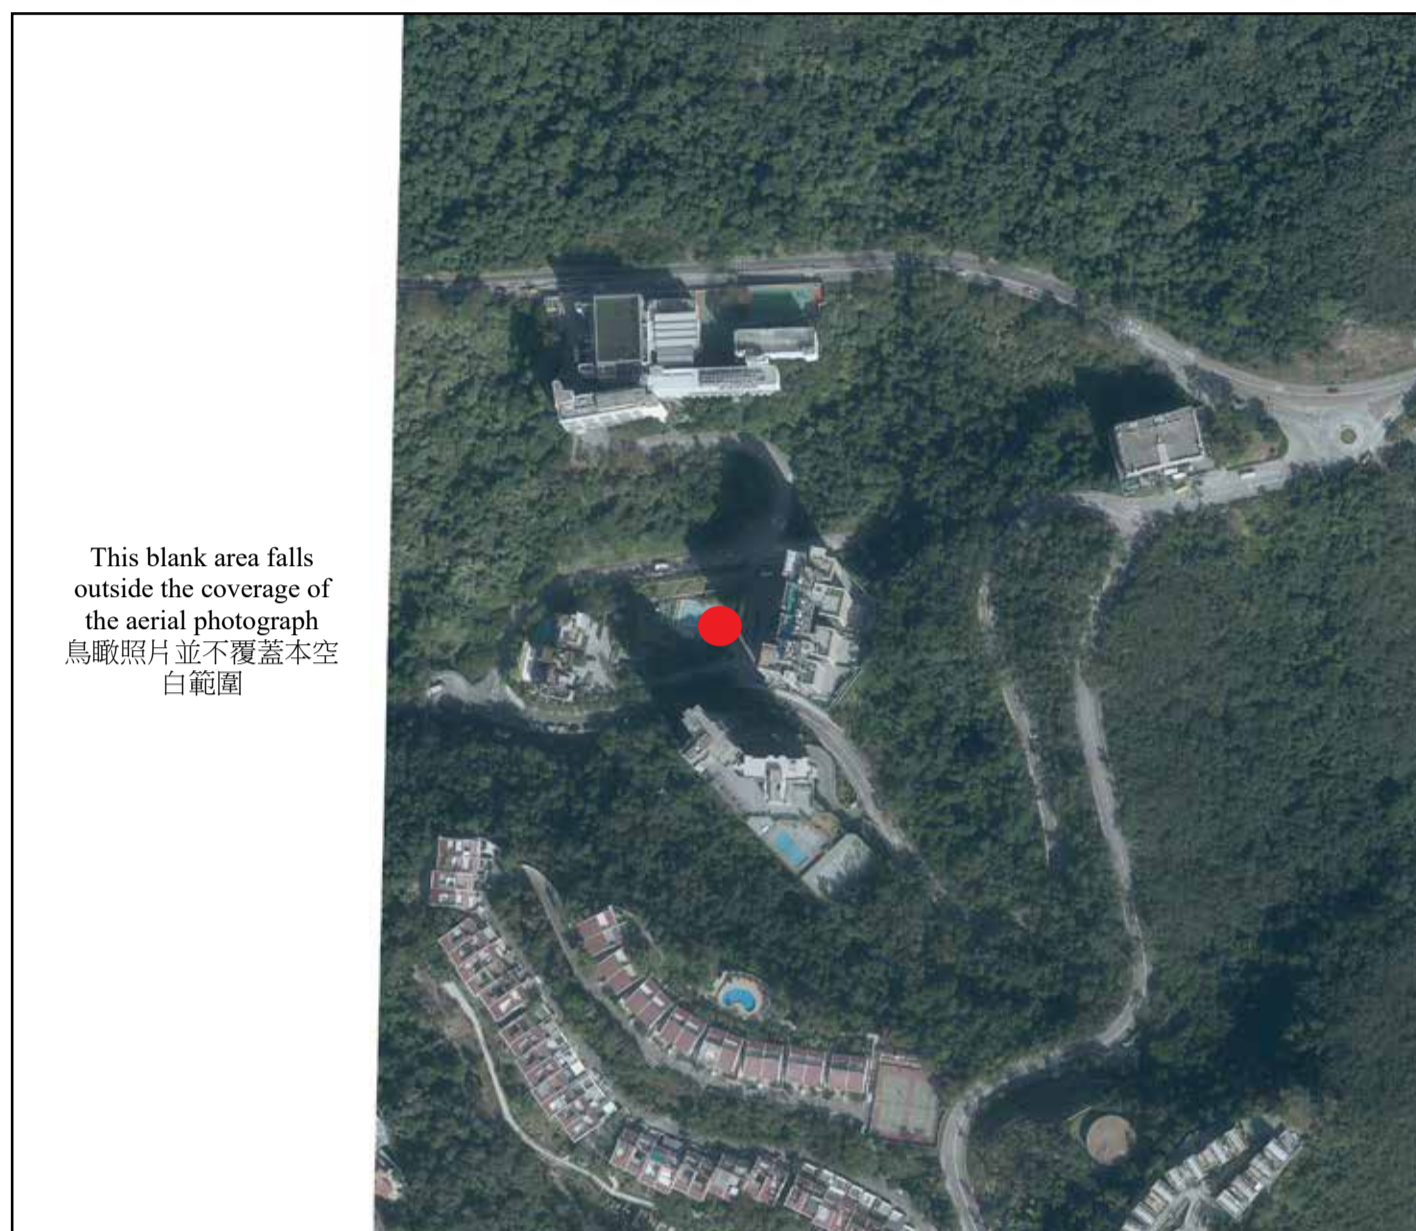 This blank area falls
outside the coverage of
the aerial photograph
鳥瞰照片並不覆蓋本空
白範圍